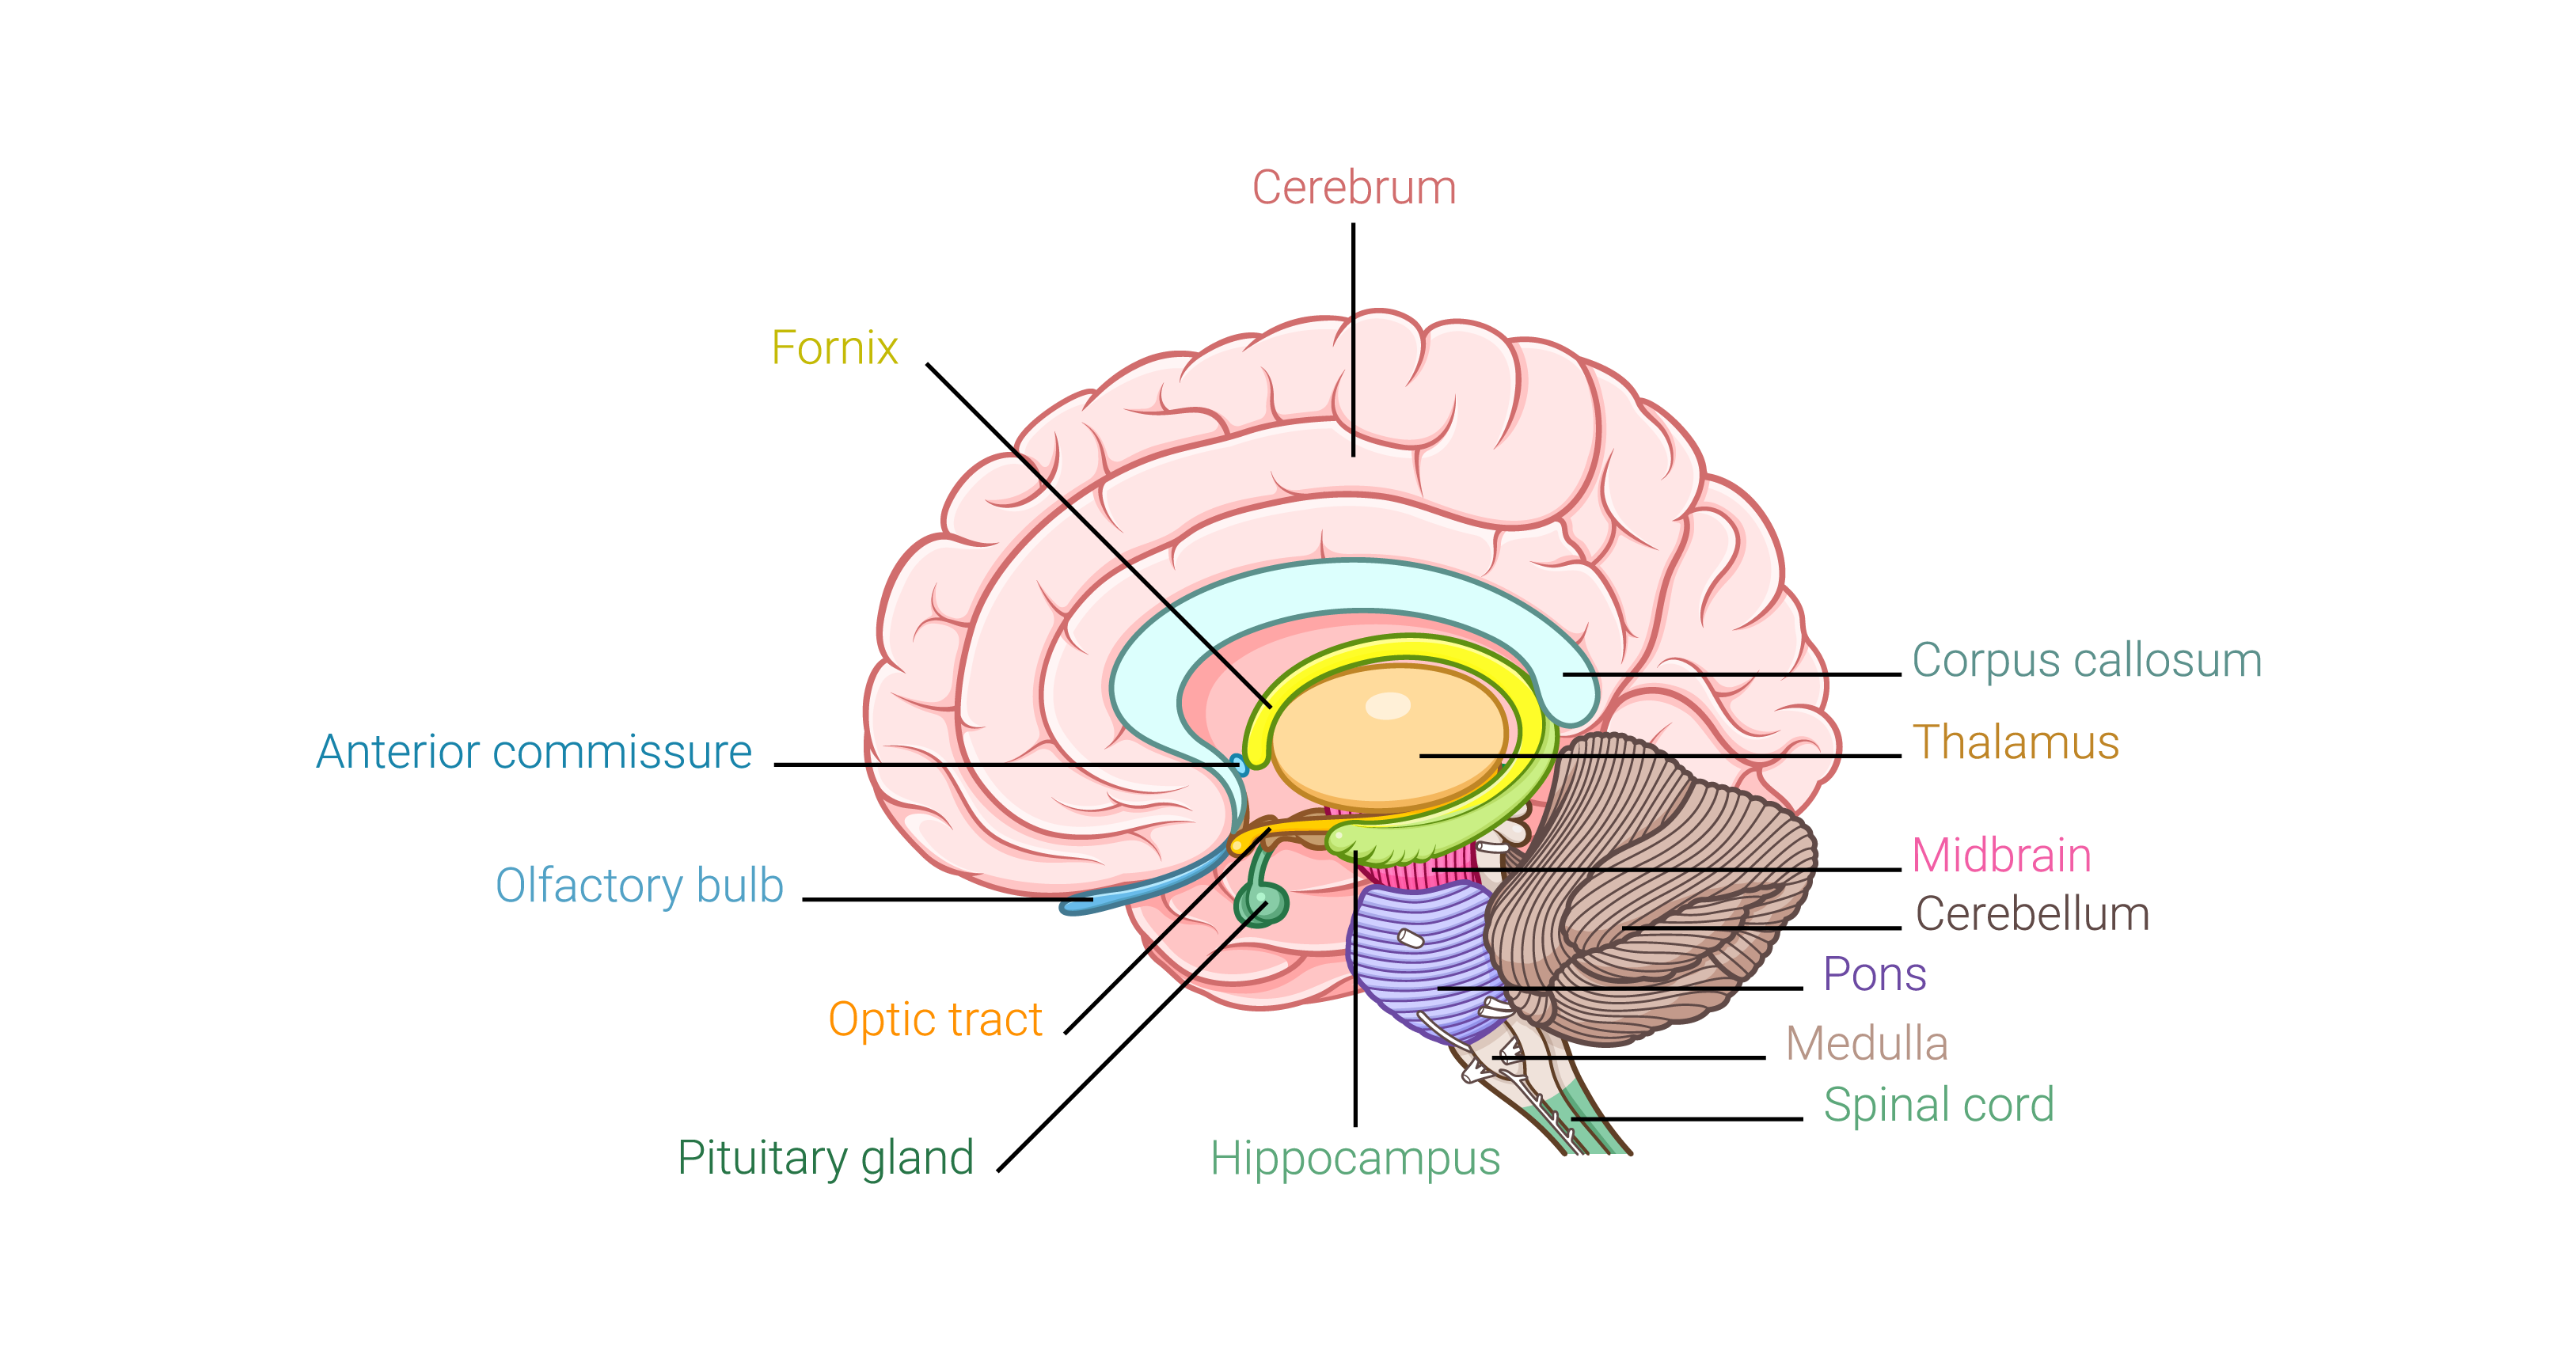 Cerebrum
Fornix
Corpus callosum
Thalamus
Anterior commissure
Midbrain
Olfactory bulb
Cerebellum
Pons
Optic tract
Medulla
Spinal cord
Pituitary gland
Hippocampus